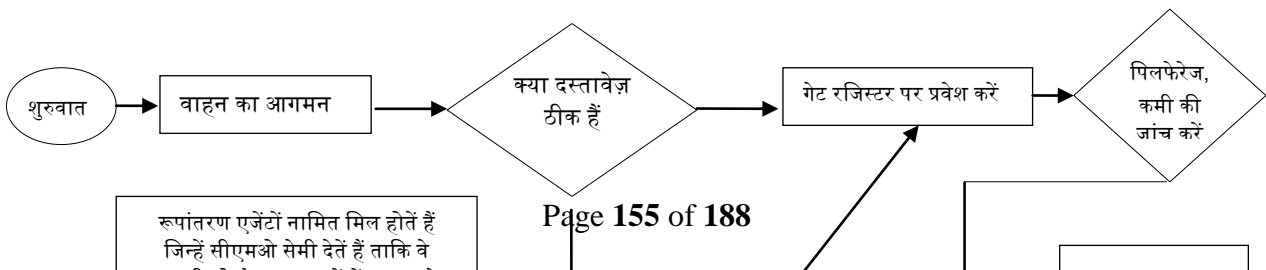 शुरुवात
वाहन का आगमन
क्या दस्तावेज़
ठीक हैं
गेट रजिस्टर पर प्रवेश करें
पिलफेरेज,
कमी की
जांच करें
रूपांतरण एजेंटों नामित मिल होतें हैं
जिन्हें सीएमओ सेमी देतें हैं ताकि वे
Page 155 of 188